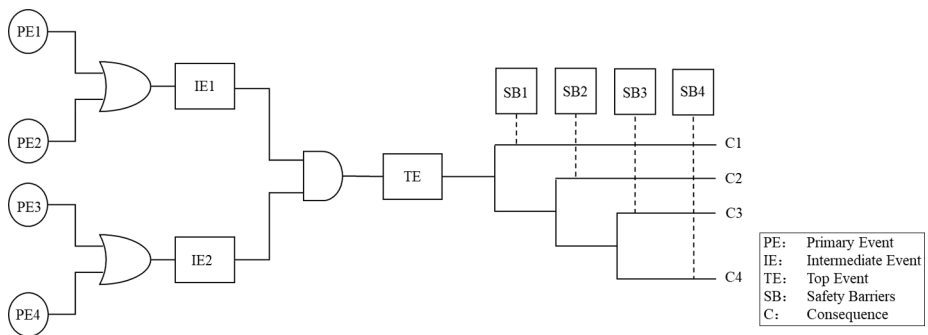 PE1
PE2
PE3
PE4
IE1
IE2
TE
SB1
SB2
SB3
SB4
C1
C2
C3
C4
PE: Primary Event
IE: Intermediate Event
TE: Top Event
SB: Safety Barriers
C: Consequence